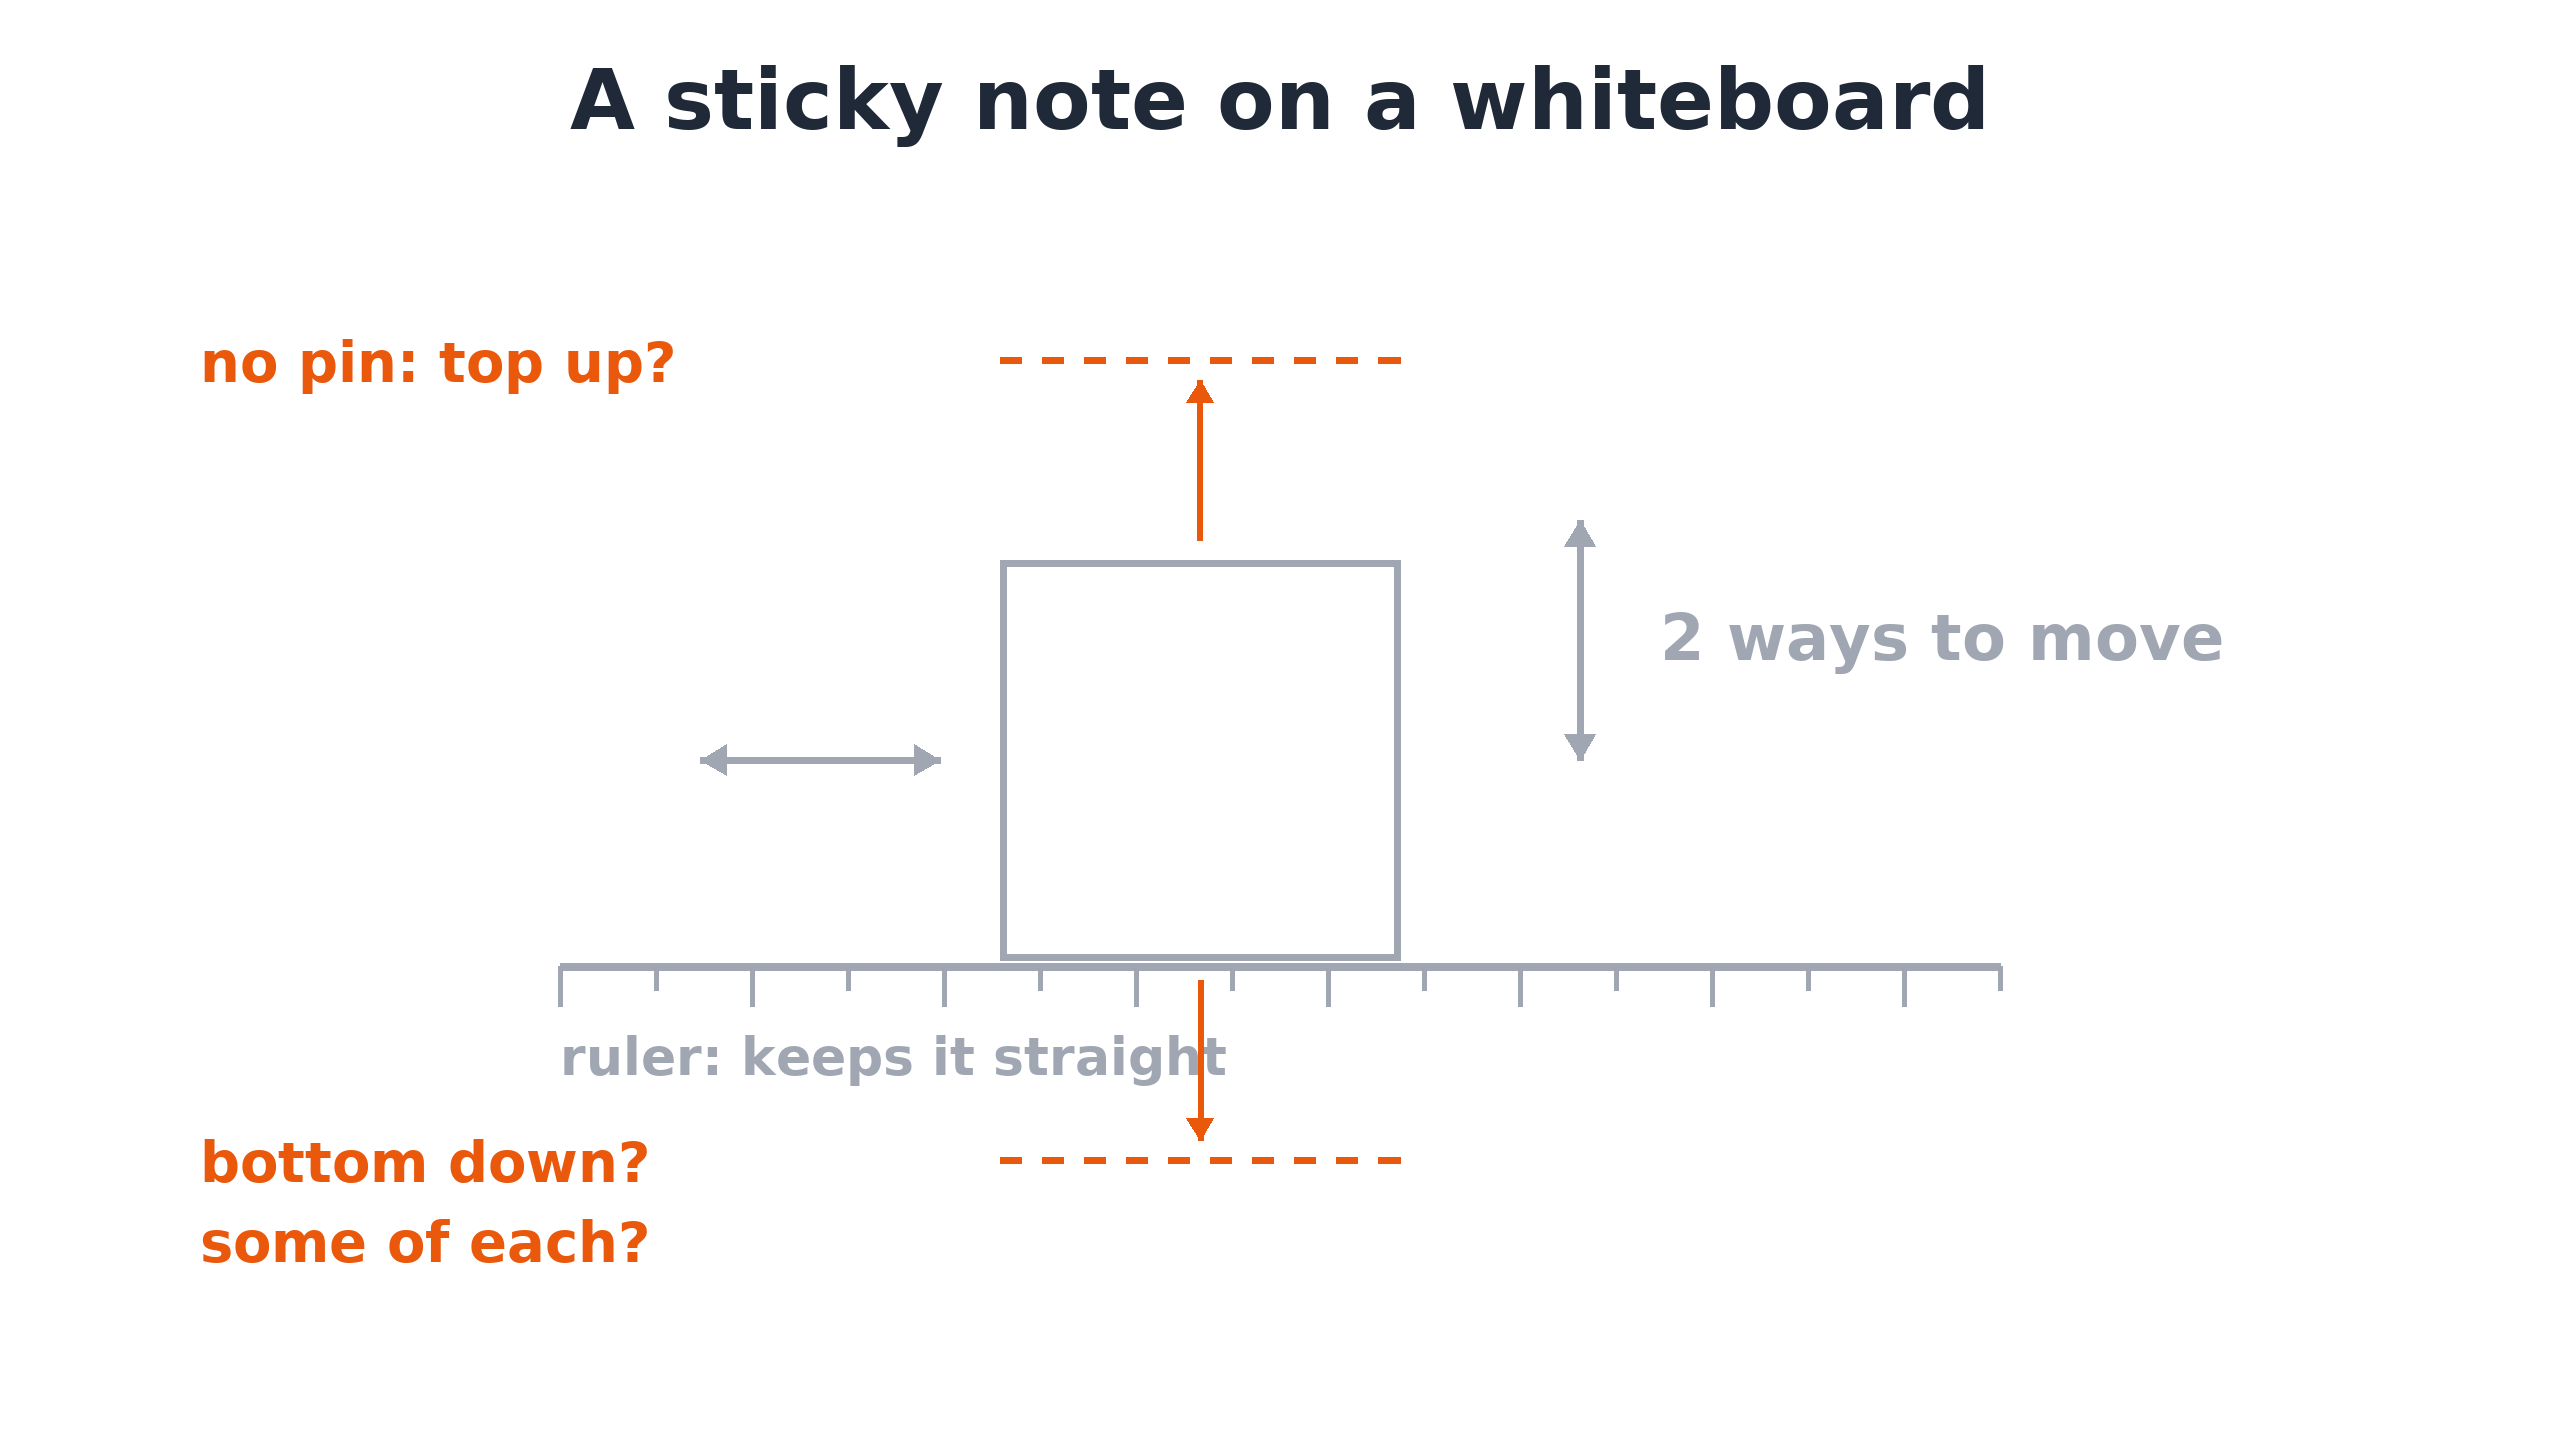 A sticky note on a whiteboard
no pin: top up?
2 ways to move
ruler: keeps it straight
bottom down?
some of each?